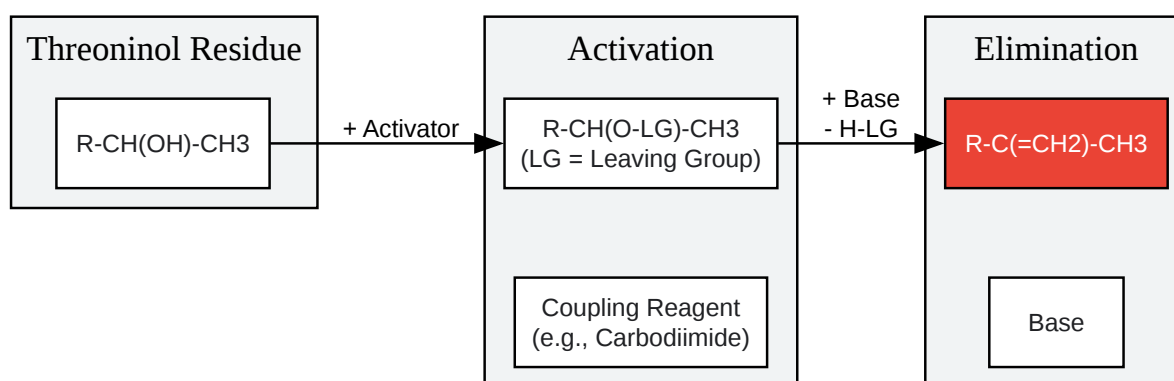 Threoninol Residue
R-CH(OH)-CH3
+ Activator
Activation
R-CH(O-LG)-CH3
(LG = Leaving Group)
Coupling Reagent
(e.g., Carbodiimide)
+ Base
- H-LG
Elimination
R-C(=CH2)-CH3
Base